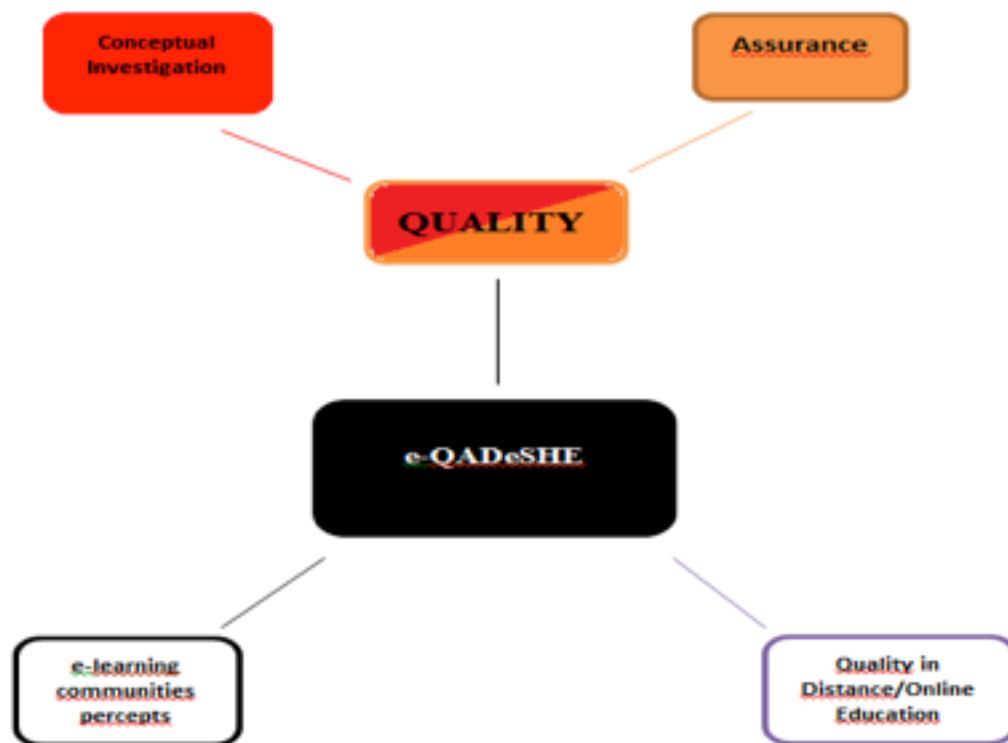 Conceptual
Investigation
Assurance
QUALITY
e-QADeSHE
e-learning
communities
percepts
Quality in
Distance/Online
Education